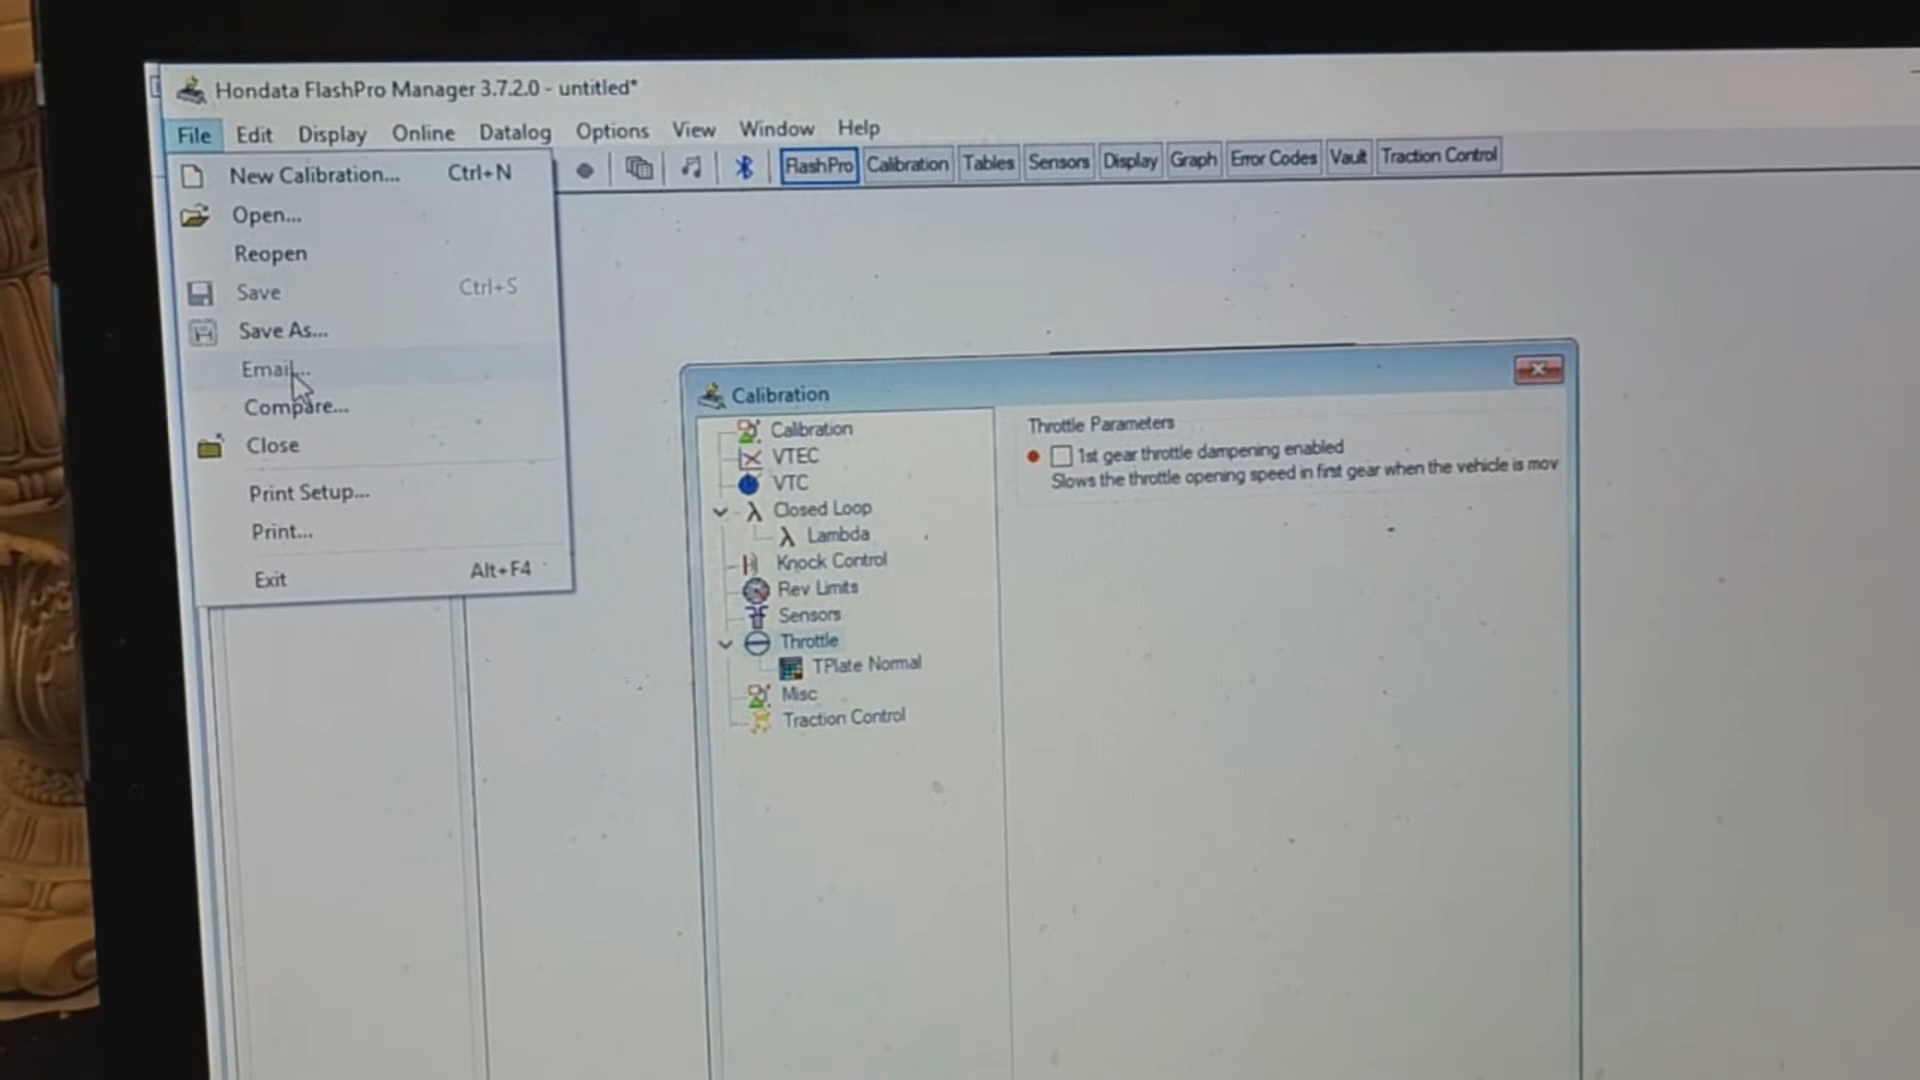 Hondata FlashPro Manager 3.7.2.0 - untitled*
File Edit Display Online Datalog Options View Window Help
FlashPro Calibration Tables Sensors Display Graph Error Codes Vault Traction Control
New Calibration... Ctrl+N
Open...
Reopen
Save Ctrl+S
Save As...
Email...
Compare...
Close
Print Setup...
Print...
Exit Alt+F4
Calibration
Calibration
VTEC
VTC
Closed Loop
Lambda
Knock Control
Rev Limits
Sensors
Throttle
TPlate Normal
Misc
Traction Control
Throttle Parameters
1st gear throttle dampening enabled
Slows the throttle opening speed in first gear when the vehicle is mov